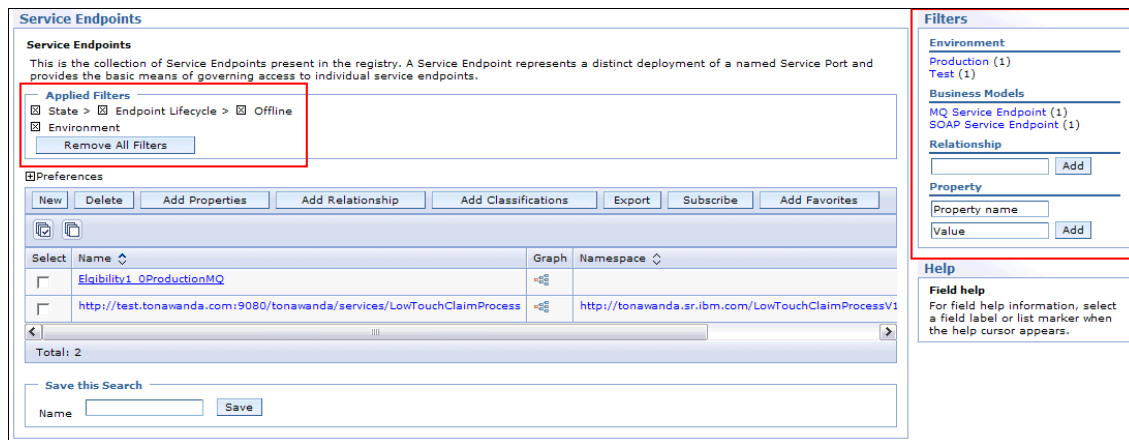 Service Endpoints
Service Endpoints
This is the collection of Service Endpoints present in the registry. A Service Endpoint represents a distinct deployment of a named Service Port and
provides the basic means of governing access to individual service endpoints.
Applied Filters
State > Endpoint Lifecycle > Offline
Environment
Remove All Filters
Preferences
New Delete Add Properties Add Relationship Add Classifications Export Subscribe Add Favorites
Select Name Graph Namespace
Elgibility1_0ProductionMQ
http://test.tonawanda.com:9080/tonawanda/services/LowTouchClaimProcess http://tonawanda.sr.ibm.com/LowTouchClaimProcessV1
Total: 2
Save this Search
Name Save
Filters
Environment
Production (1)
Test (1)
Business Models
MQ Service Endpoint (1)
SOAP Service Endpoint (1)
Relationship
Add
Property
Property name
Value Add
Help
Field help
For field help information, select
a field label or list marker when
the help cursor appears.